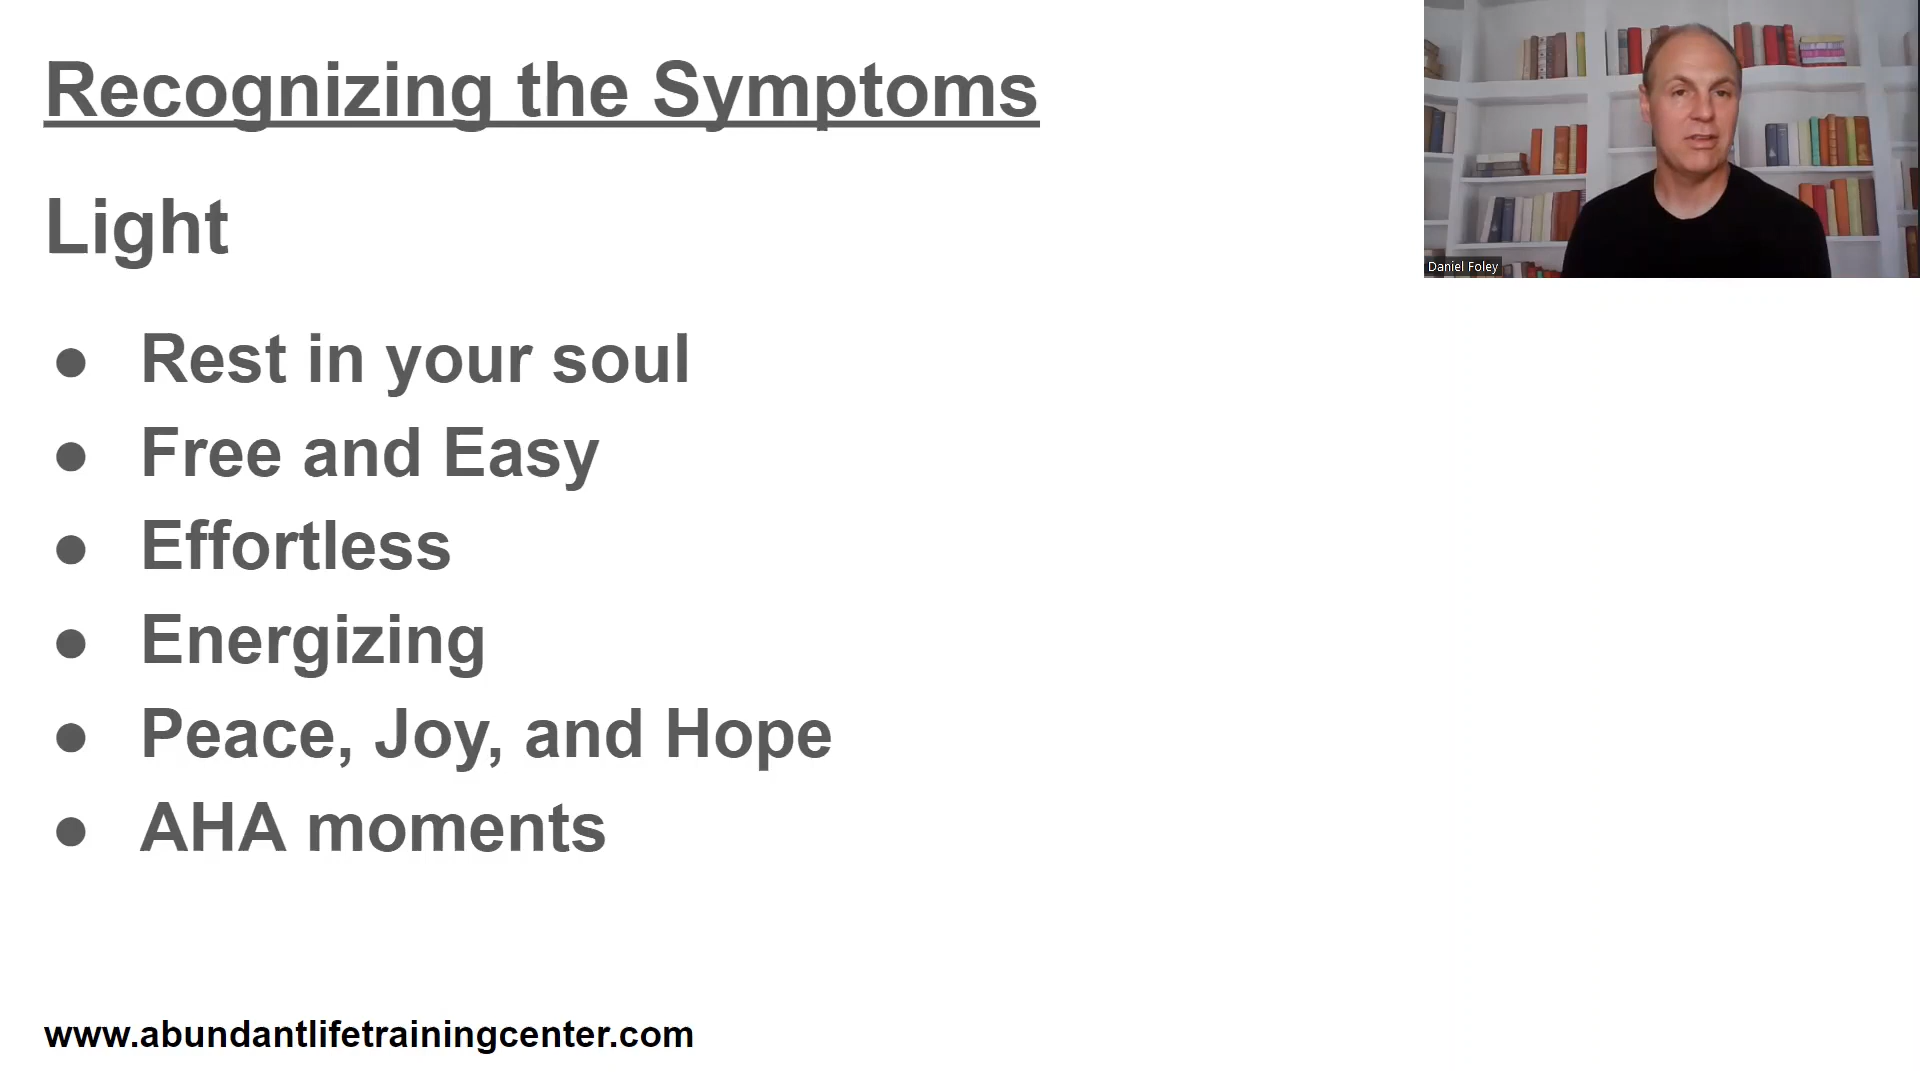 Recognizing the Symptoms
Light
● Rest in your soul
● Free and Easy
● Effortless
● Energizing
● Peace, Joy, and Hope
● AHA moments
www.abundantlifetrainingcenter.com
Daniel Foley